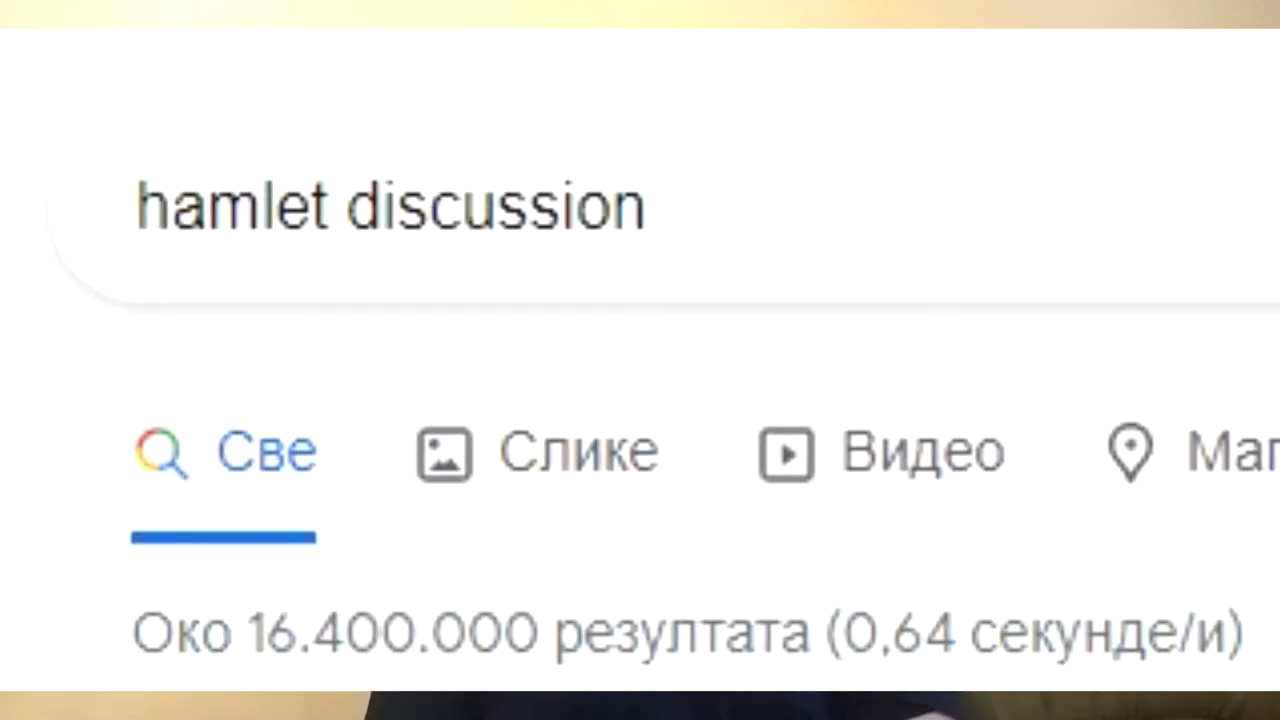 hamlet discussion
Све Слике Видео
Око 16.400.000 резултата (0,64 секунде/и)